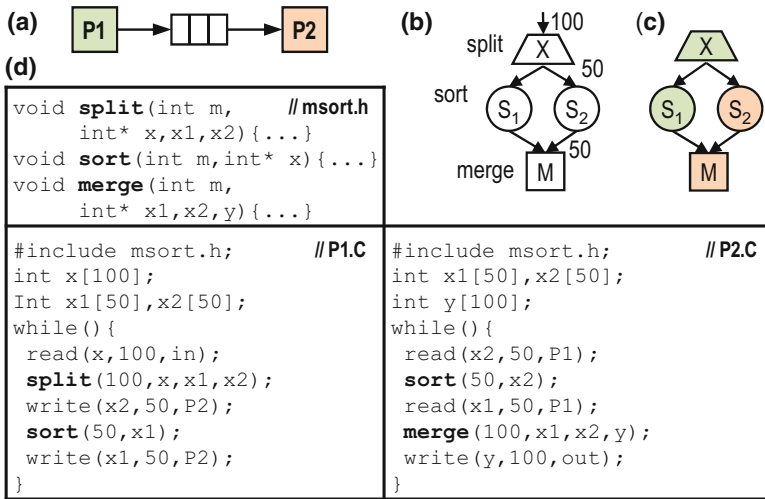 (a) P1 P2
(b) 100
split X
50
sort S1 S2
50
merge M
(c) X
S1 S2
M
(d)
void split(int m, // msort.h
int* x,x1,x2){...}
void sort(int m,int* x){...}
void merge(int m,
int* x1,x2,y){...}
#include msort.h; // P1.C
int x[100];
Int x1[50],x2[50];
while(){
read(x,100,in);
split(100,x,x1,x2);
write(x2,50,P2);
sort(50,x1);
write(x1,50,P2);
}
#include msort.h; // P2.C
int x1[50],x2[50];
int y[100];
while(){
read(x2,50,P1);
sort(50,x2);
read(x1,50,P1);
merge(100,x1,x2,y);
write(y,100,out);
}